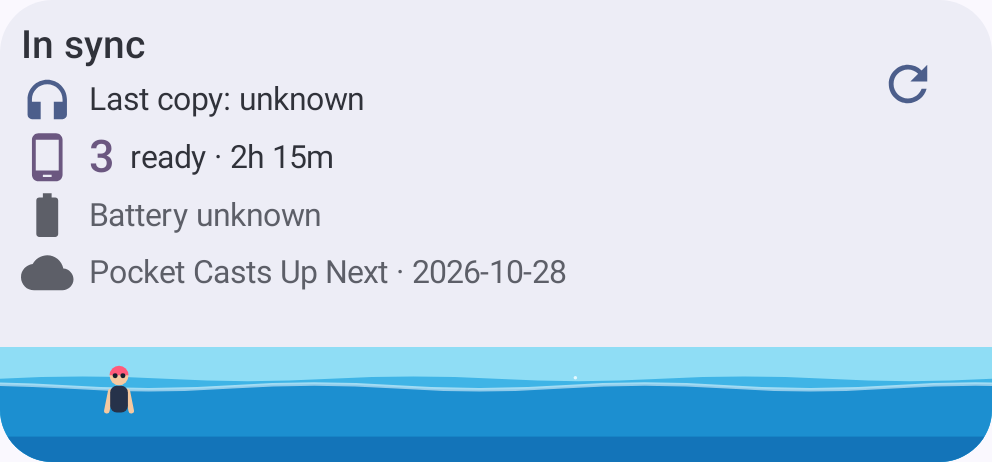 In sync
Last copy: unknown
3 ready · 2h 15m
Battery unknown
Pocket Casts Up Next · 2026-10-28